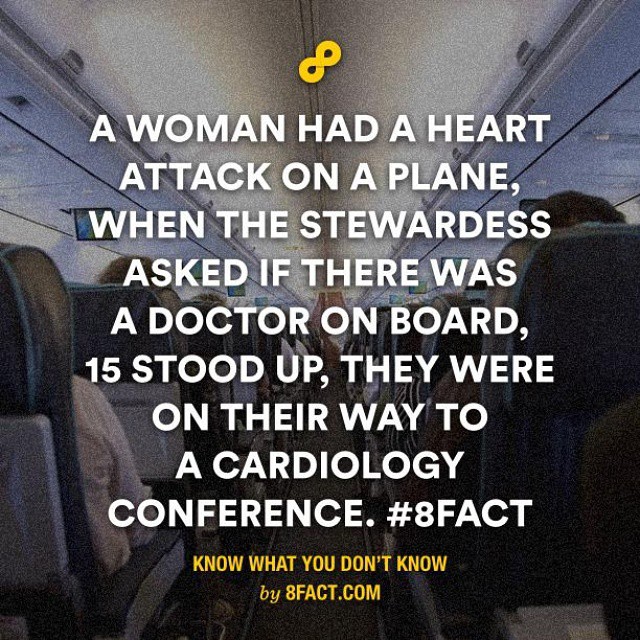 A WOMAN HAD A HEART
ATTACK ON A PLANE,
WHEN THE STEWARDESS
ASKED IF THERE WAS
A DOCTOR ON BOARD,
15 STOOD UP, THEY WERE
ON THEIR WAY TO
A CARDIOLOGY
CONFERENCE. #8FACT
KNOW WHAT YOU DON'T KNOW
by 8FACT.COM